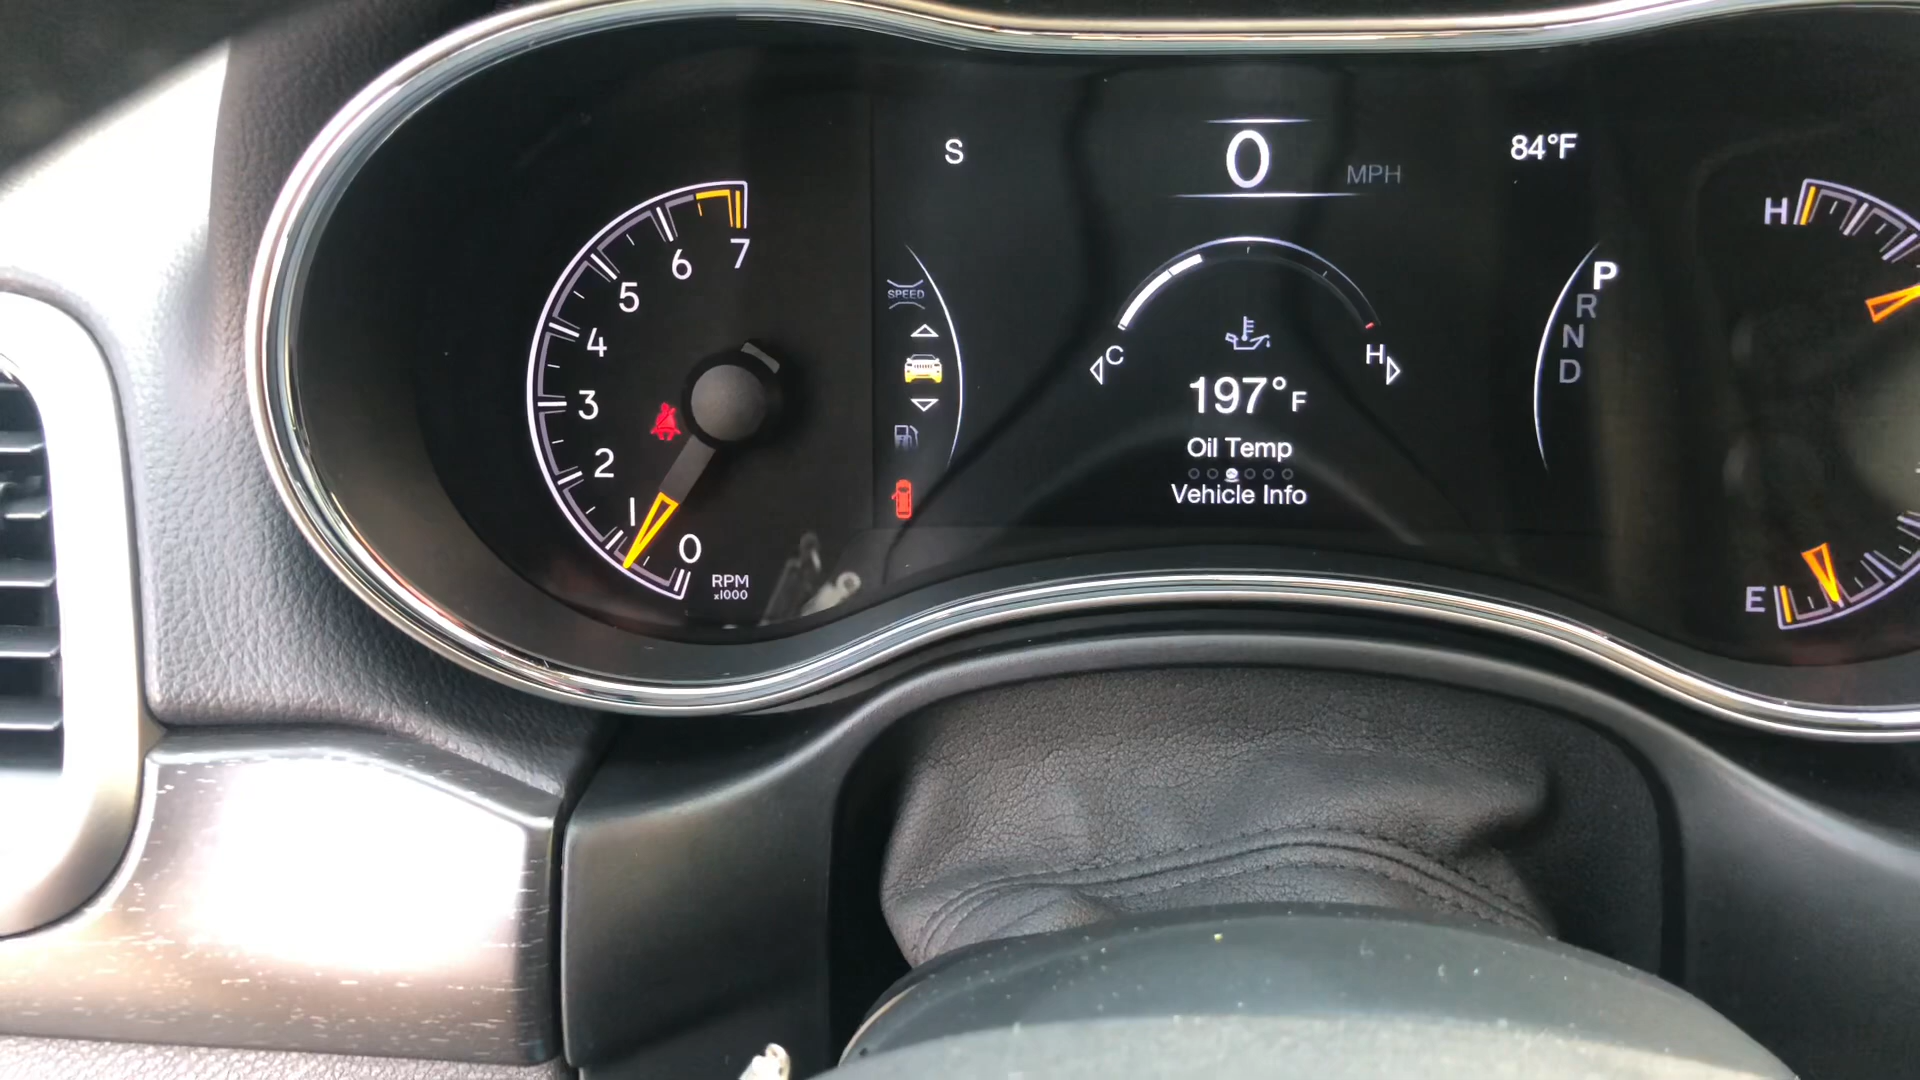 S
0
MPH
84°F
7
6
5
4
3
2
1
0
RPM
x1000
SPEED
C
H
197°F
Oil Temp
Vehicle Info
P
R
N
D
H
E